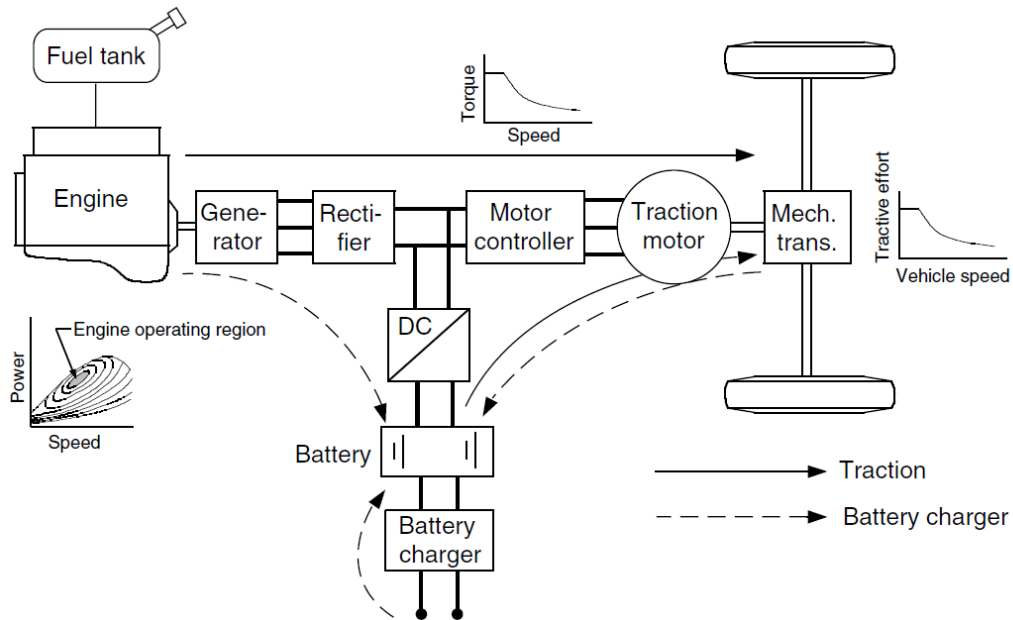 Fuel tank
Torque
Speed
Engine
Gene-
rator
Recti-
fier
Motor
controller
Traction
motor
Mech.
trans.
Tractive effort
Vehicle speed
DC
Engine operating region
Power
Speed
Battery
Traction
Battery charger
Battery
charger